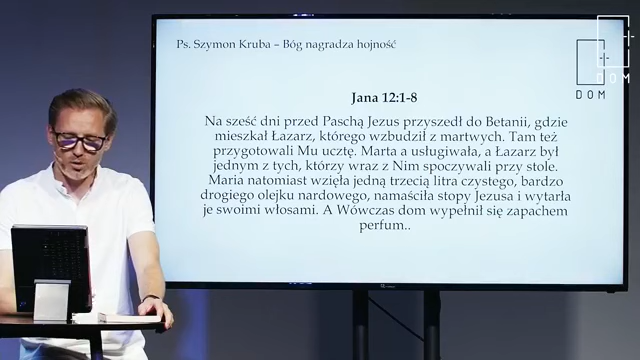 Ps. Szymon Kruba – Bóg nagradza hojność
DOM
DOM
Jana 12:1-8
Na sześć dni przed Paschą Jezus przyszedł do Betanii, gdzie
mieszkał Łazarz, którego wzbudził z martwych. Tam też
przygotowali Mu ucztę. Marta a usługiwała, a Łazarz był
jednym z tych, którzy wraz z Nim spoczywali przy stole.
Maria natomiast wzięła jedną trzecią litra czystego, bardzo
drogiego olejku nardowego, namaściła stopy Jezusa i wytarła
je swoimi włosami. A Wówczas dom wypełnił się zapachem
perfum..